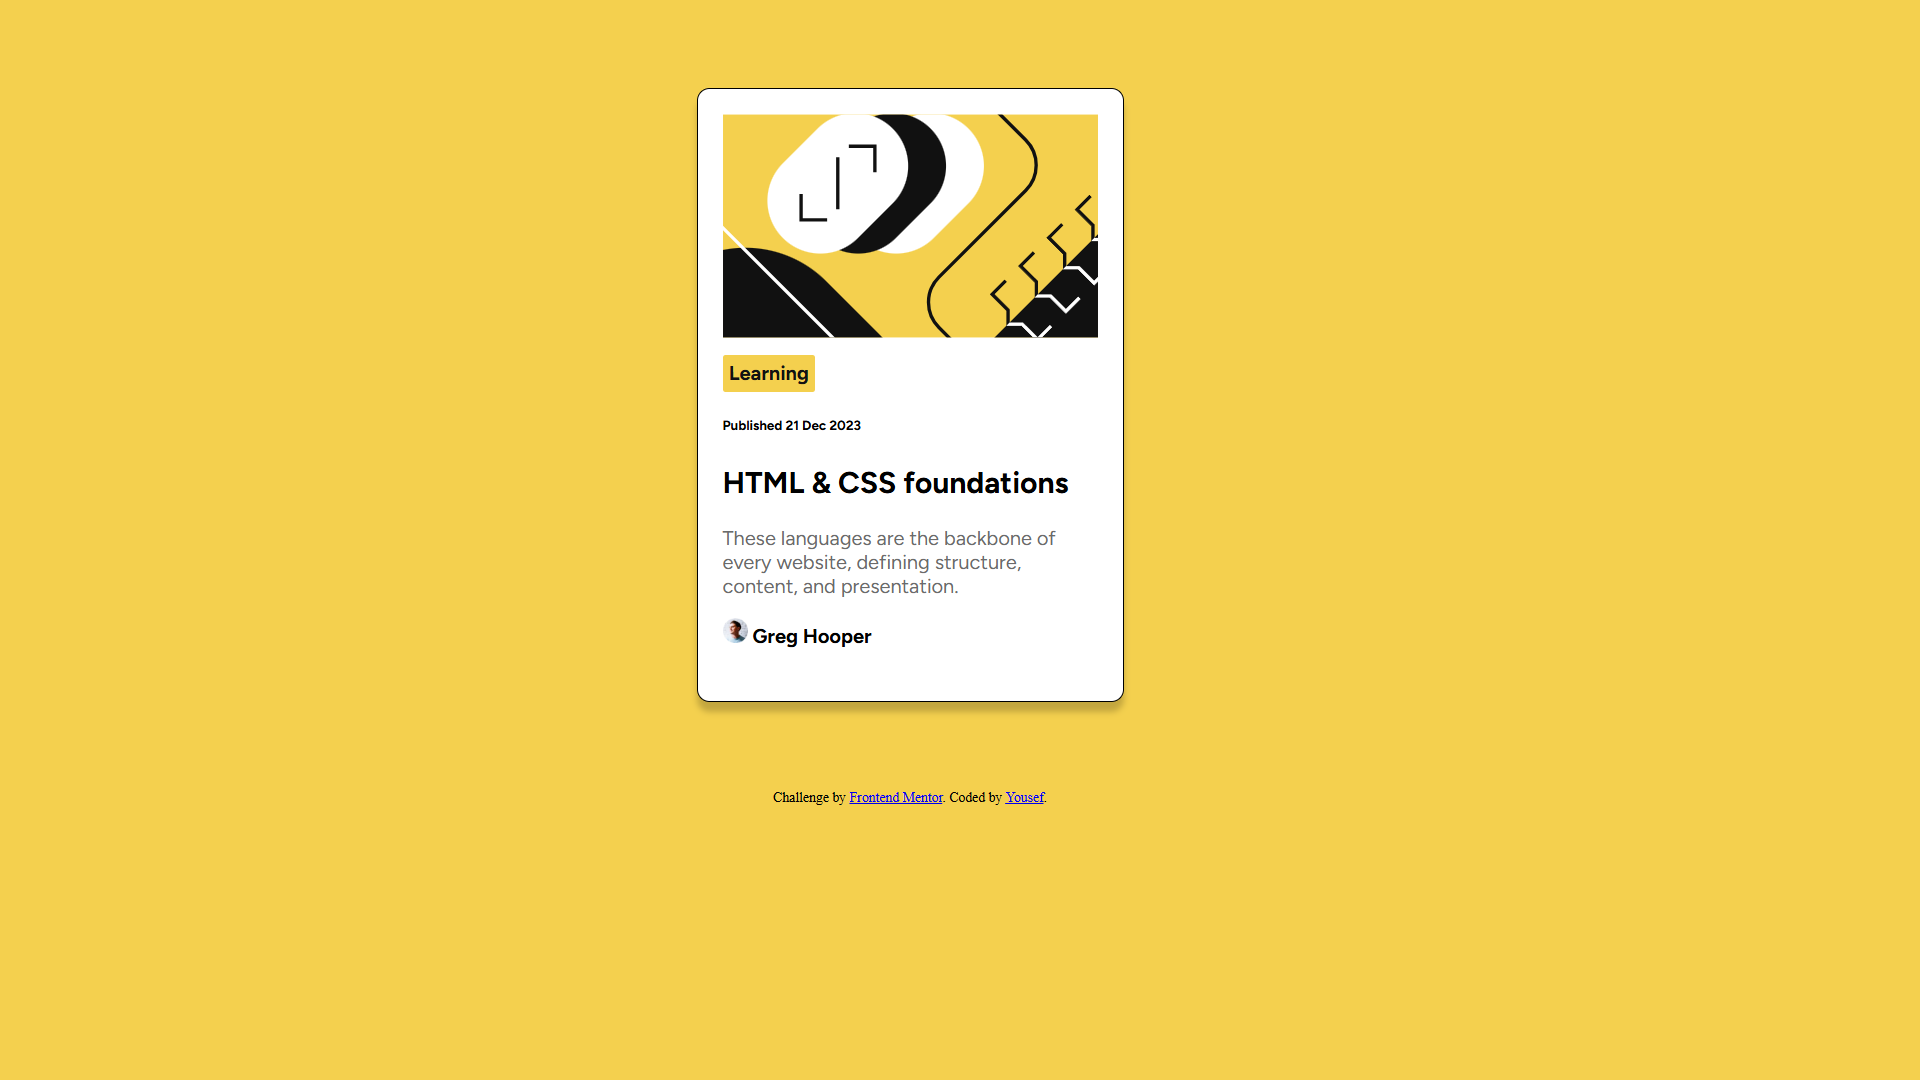 Learning
Published 21 Dec 2023
HTML & CSS foundations
These languages are the backbone of
every website, defining structure,
content, and presentation.
Greg Hooper
Challenge by Frontend Mentor. Coded by Yousef.